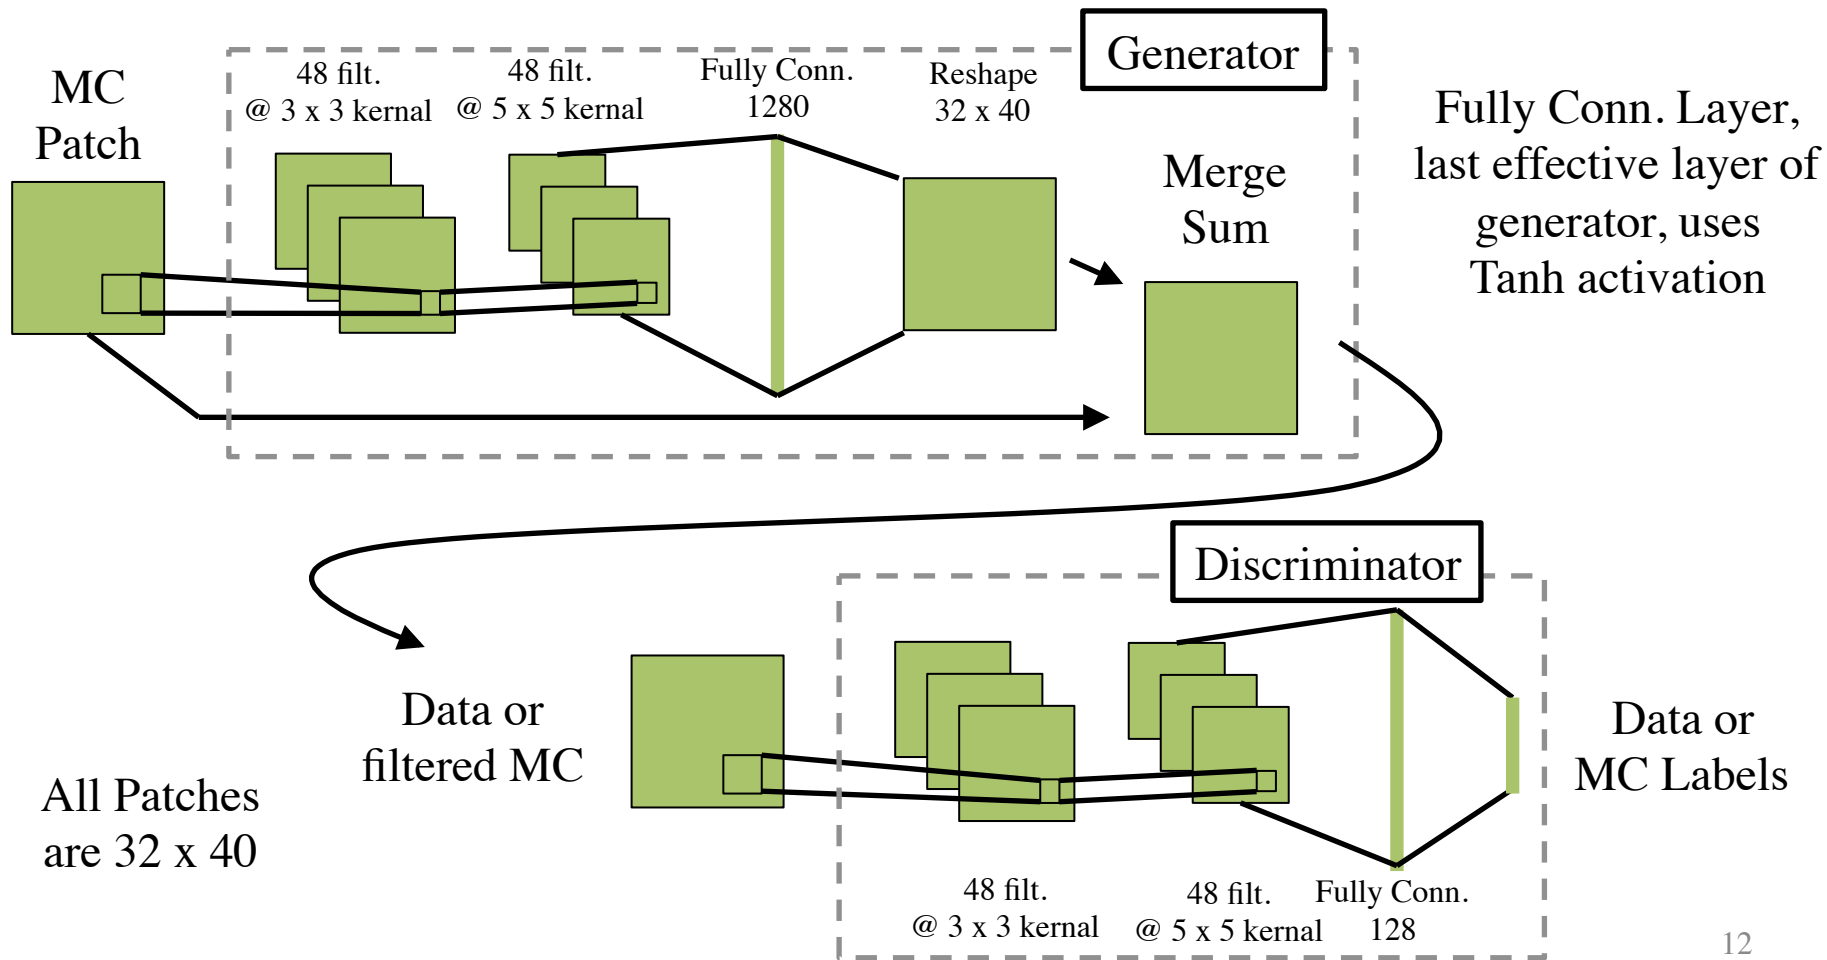 Generator
MC
Patch
48 filt.
@ 3 x 3 kernal
48 filt.
@ 5 x 5 kernal
Fully Conn.
1280
Reshape
32 x 40
Merge
Sum
Fully Conn. Layer,
last effective layer of
generator, uses
Tanh activation
Discriminator
Data or
filtered MC
Data or
MC Labels
All Patches
are 32 x 40
48 filt.
@ 3 x 3 kernal
48 filt.
@ 5 x 5 kernal
Fully Conn.
128
12